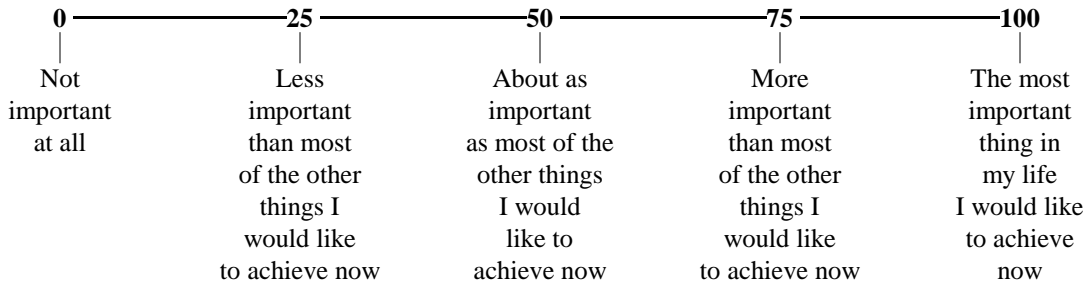 0 25 50 75 100
Not
important
at all
Less
important
than most
of the other
things I
would like
to achieve now
About as
important
as most of the
other things
I would
like to
achieve now
More
important
than most
of the other
things I
would like
to achieve now
The most
important
thing in
my life
I would like
to achieve
now